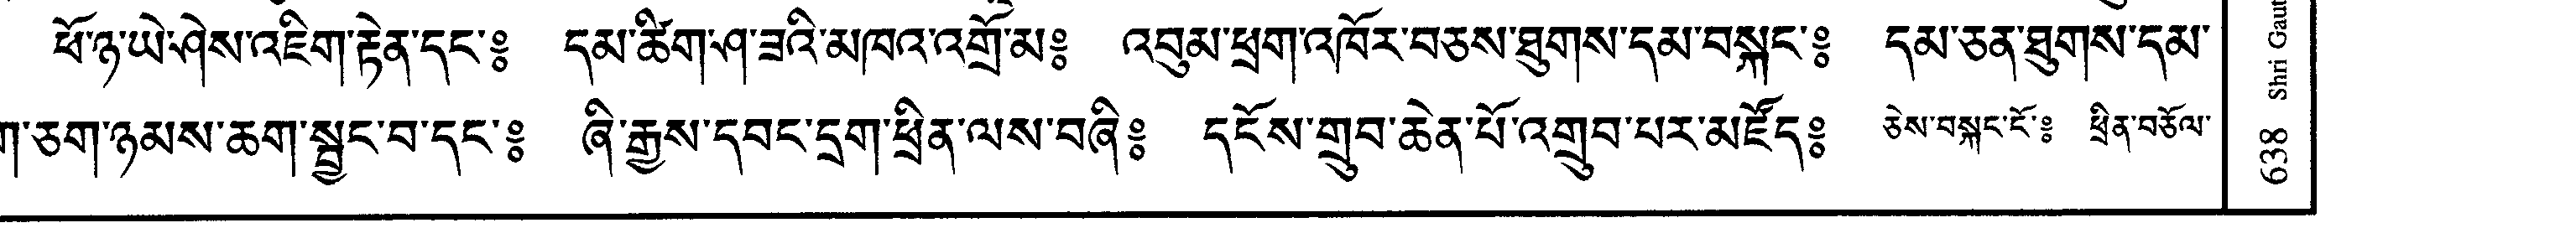 ཕོ་ཉ་ཡེ་ཤེས་འཇིག་རྟེན་དང་༔ དམ་ཚིག་ཤ་ཟའི་མཁའ་འགྲོ་མ༔ འབུམ་ཕྲག་འཁོར་བཅས་ཐུགས་དམ་བསྐང་༔ དམ་ཅན་ཐུགས་དམ་
ཅག་ཉམས་ཆག་སྦྱང་བ་དང་༔ ཞི་རྒྱས་དབང་དྲག་ཕྲིན་ལས་བཞི༔ དངོས་གྲུབ་ཆེན་པོ་འགྲུབ་པར་མཛོད༔ ཅེས་བསྐང་ངོ་༔ ཕྲིན་བཅོལ་
638 Shri